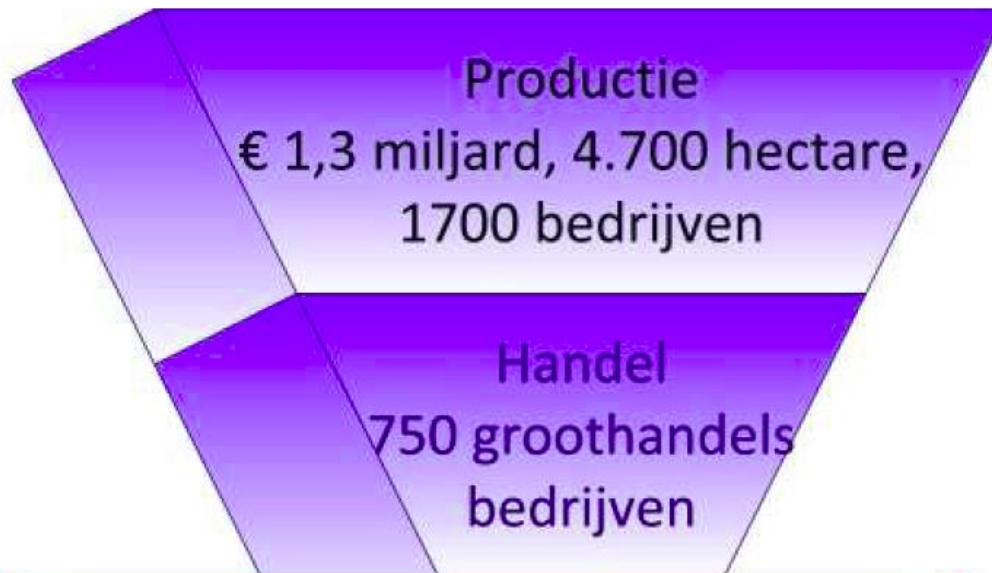 Productie
€ 1,3 miljard, 4.700 hectare,
1700 bedrijven
Handel
750 groothandels
bedrijven